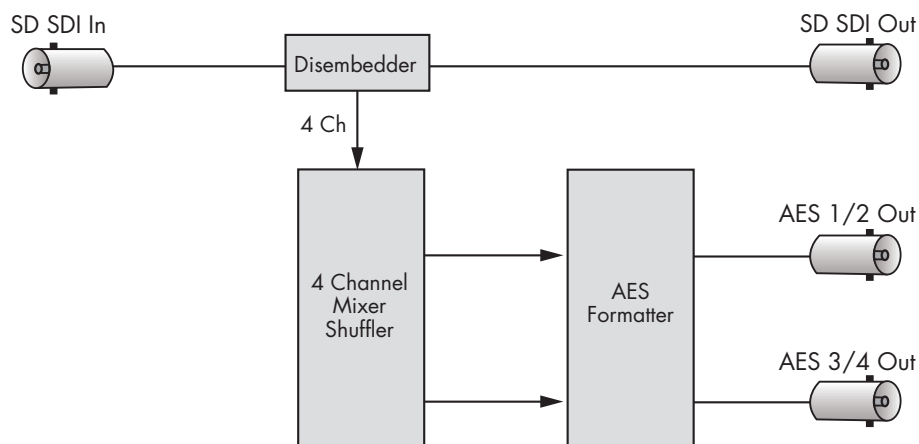 SD SDI In
SD SDI Out
Disembedder
4 Ch
AES 1/2 Out
4 Channel
Mixer
Shuffler
AES
Formatter
AES 3/4 Out